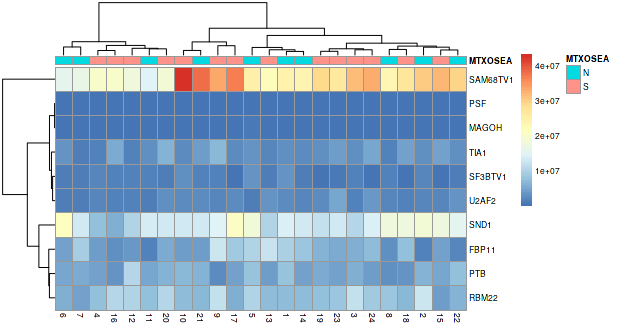 MTXOSEA
SAM68TV1
PSF
MAGOH
TIA1
SF3BTV1
U2AF2
SND1
FBP11
PTB
RBM22
6 7 4 16 12 11 20 10 21 9 17 5 13 1 14 19 23 3 24 8 18 2 15 22
4e+07
3e+07
2e+07
1e+07
MTXOSEA
N
S